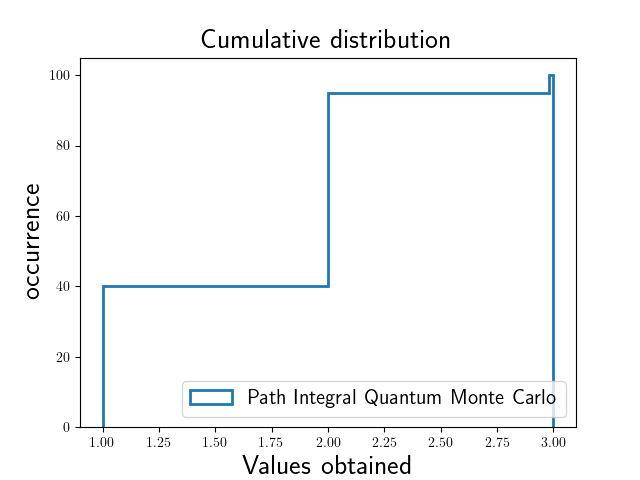 Cumulative distribution
occurrence
100
80
60
40
20
0
1.00 1.25 1.50 1.75 2.00 2.25 2.50 2.75 3.00
Values obtained
Path Integral Quantum Monte Carlo